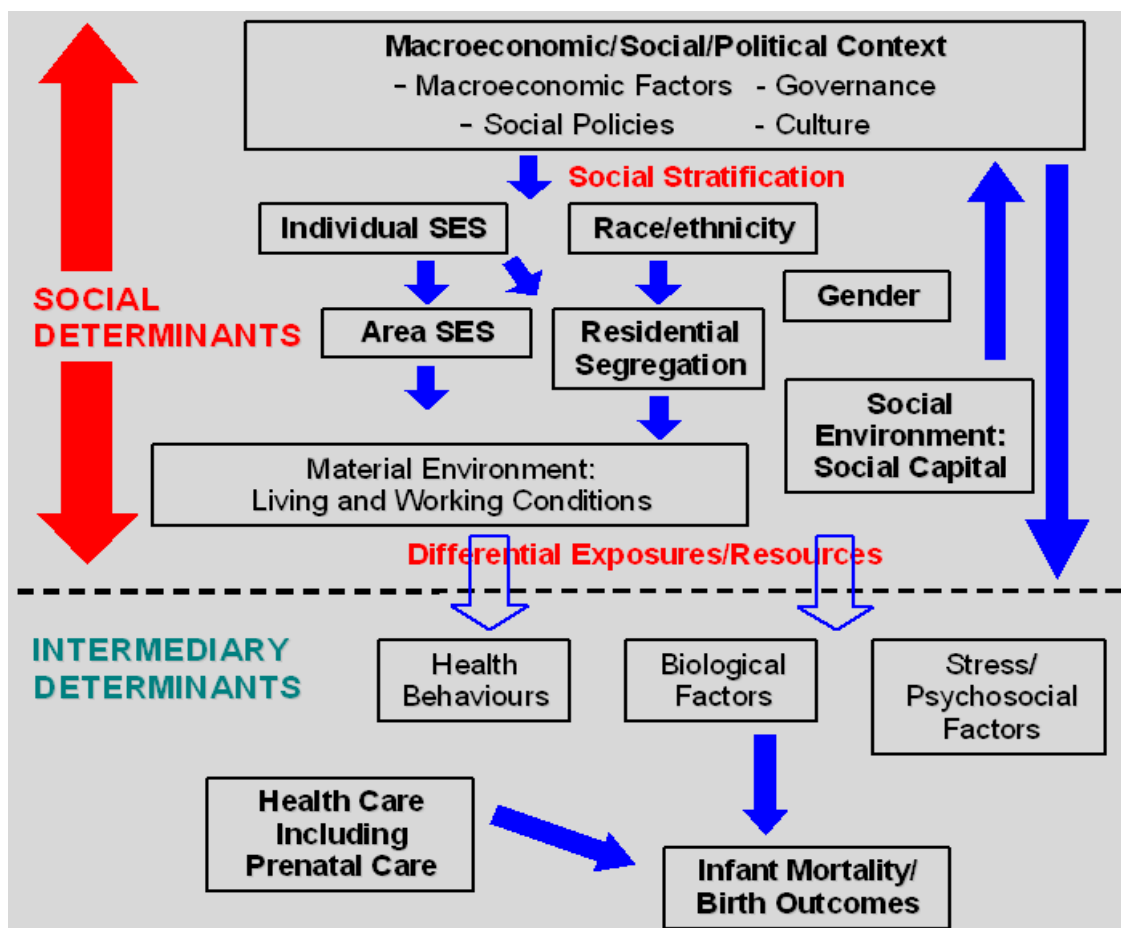 Macroeconomic/Social/Political Context
– Macroeconomic Factors - Governance
– Social Policies - Culture
Social Stratification
Individual SES
Race/ethnicity
Gender
SOCIAL
DETERMINANTS
Area SES
Residential
Segregation
Social
Environment:
Social Capital
Material Environment:
Living and Working Conditions
Differential Exposures/Resources
INTERMEDIARY
DETERMINANTS
Health
Behaviours
Biological
Factors
Stress/
Psychosocial
Factors
Health Care
Including
Prenatal Care
Infant Mortality/
Birth Outcomes